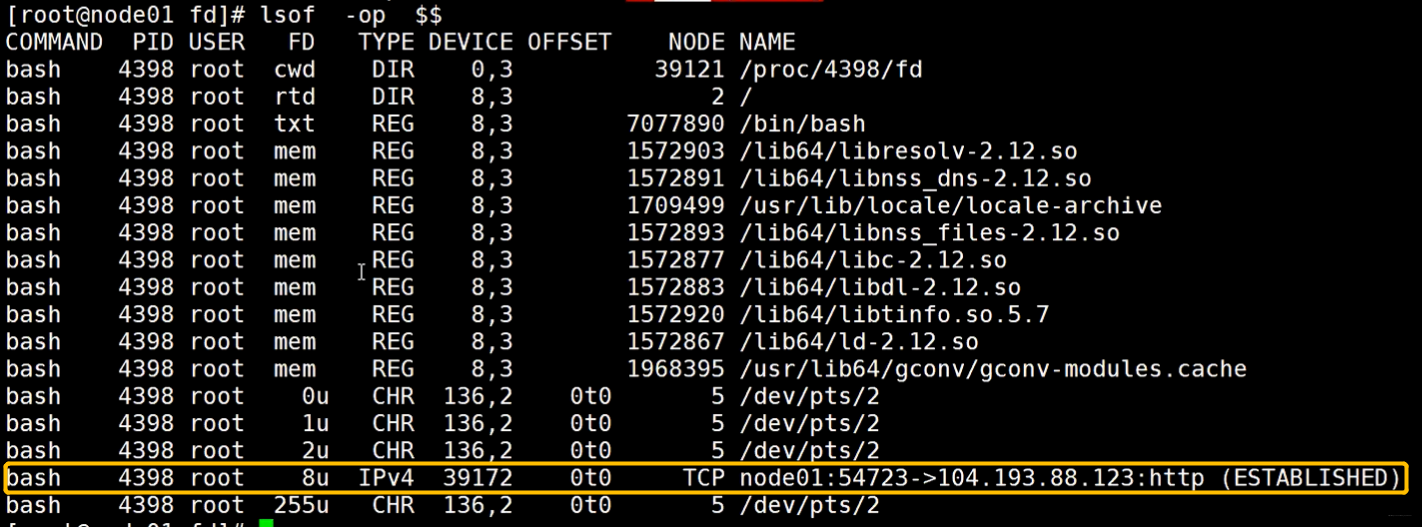 [root@node01 fd]# lsof  -op  $$
COMMAND  PID USER   FD   TYPE DEVICE OFFSET    NODE NAME
bash    4398 root  cwd    DIR    0,3          39121 /proc/4398/fd
bash    4398 root  rtd    DIR    8,3              2 /
bash    4398 root  txt    REG    8,3        7077890 /bin/bash
bash    4398 root  mem    REG    8,3        1572903 /lib64/libresolv-2.12.so
bash    4398 root  mem    REG    8,3        1572891 /lib64/libnss_dns-2.12.so
bash    4398 root  mem    REG    8,3        1709499 /usr/lib/locale/locale-archive
bash    4398 root  mem    REG    8,3        1572893 /lib64/libnss_files-2.12.so
bash    4398 root  mem    REG    8,3        1572877 /lib64/libc-2.12.so
bash    4398 root  mem    REG    8,3        1572883 /lib64/libdl-2.12.so
bash    4398 root  mem    REG    8,3        1572920 /lib64/libtinfo.so.5.7
bash    4398 root  mem    REG    8,3        1572867 /lib64/ld-2.12.so
bash    4398 root  mem    REG    8,3        1968395 /usr/lib64/gconv/gconv-modules.cache
bash    4398 root    0u   CHR  136,2    0t0       5 /dev/pts/2
bash    4398 root    1u   CHR  136,2    0t0       5 /dev/pts/2
bash    4398 root    2u   CHR  136,2    0t0       5 /dev/pts/2
bash    4398 root    8u  IPv4  39172    0t0     TCP node01:54723->104.193.88.123:http (ESTABLISHED)
bash    4398 root  255u   CHR  136,2    0t0       5 /dev/pts/2
[root@node01 fd]#